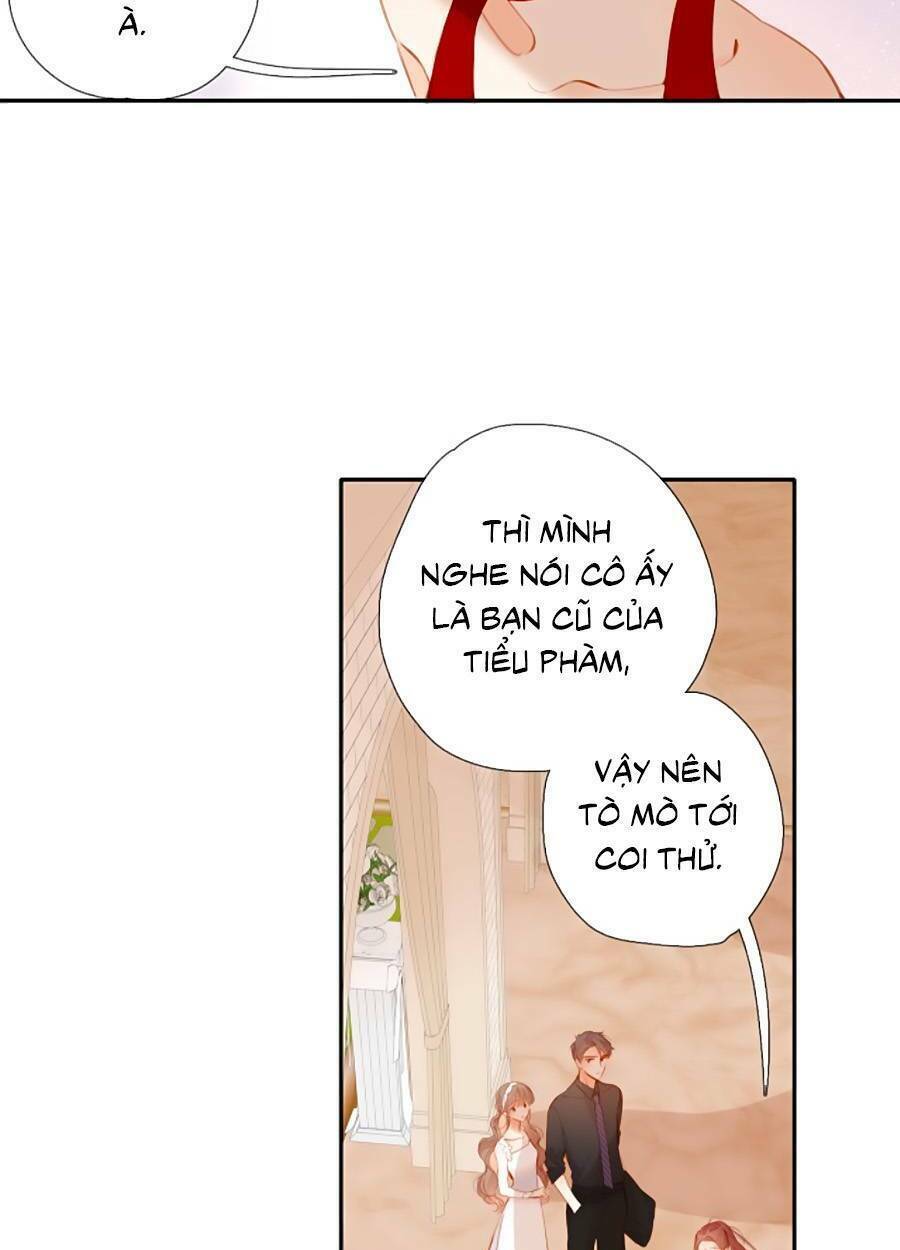 À.
THÌ MÌNH
NGHE NÓI CÔ ẤY
LÀ BẠN CŨ CỦA
TIỂU PHÀM,
VẬY NÊN
TÒ MÒ TỚI
COI THỬ.